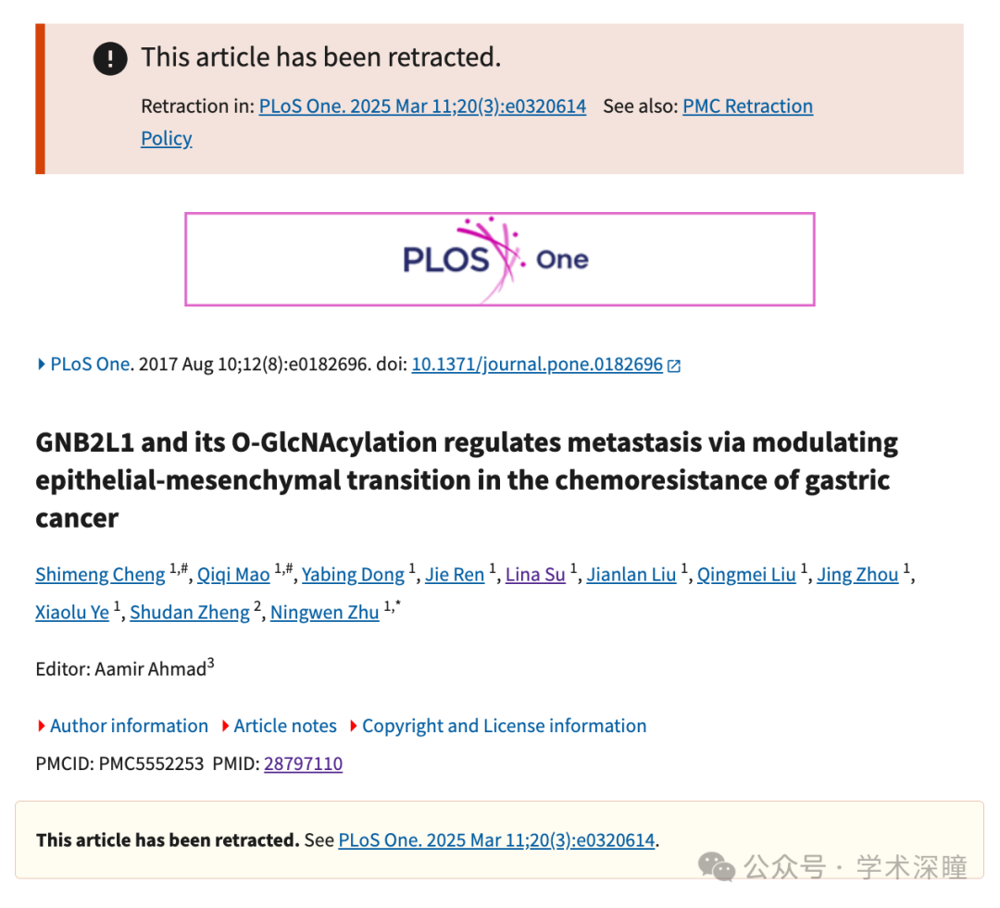 This article has been retracted.
Retraction in: PLoS One. 2025 Mar 11;20(3):e0320614 See also: PMC Retraction
Policy
PLOS One
PLoS One. 2017 Aug 10;12(8):e0182696. doi: 10.1371/journal.pone.0182696
GNB2L1 and its O-GlcNAcylation regulates metastasis via modulating
epithelial-mesenchymal transition in the chemoresistance of gastric
cancer
Shimeng Cheng 1,#, Qiqi Mao 1,#, Yabing Dong 1, Jie Ren 1, Lina Su 1, Jianlan Liu 1, Qingmei Liu 1, Jing Zhou 1,
Xiaolu Ye 1, Shudan Zheng 2, Ningwen Zhu 1,*
Editor: Aamir Ahmad3
Author information Article notes Copyright and License information
PMCID: PMC5552253 PMID: 28797110
This article has been retracted. See PLoS One. 2025 Mar 11;20(3):e0320614.
公众号 · 学术深瞳